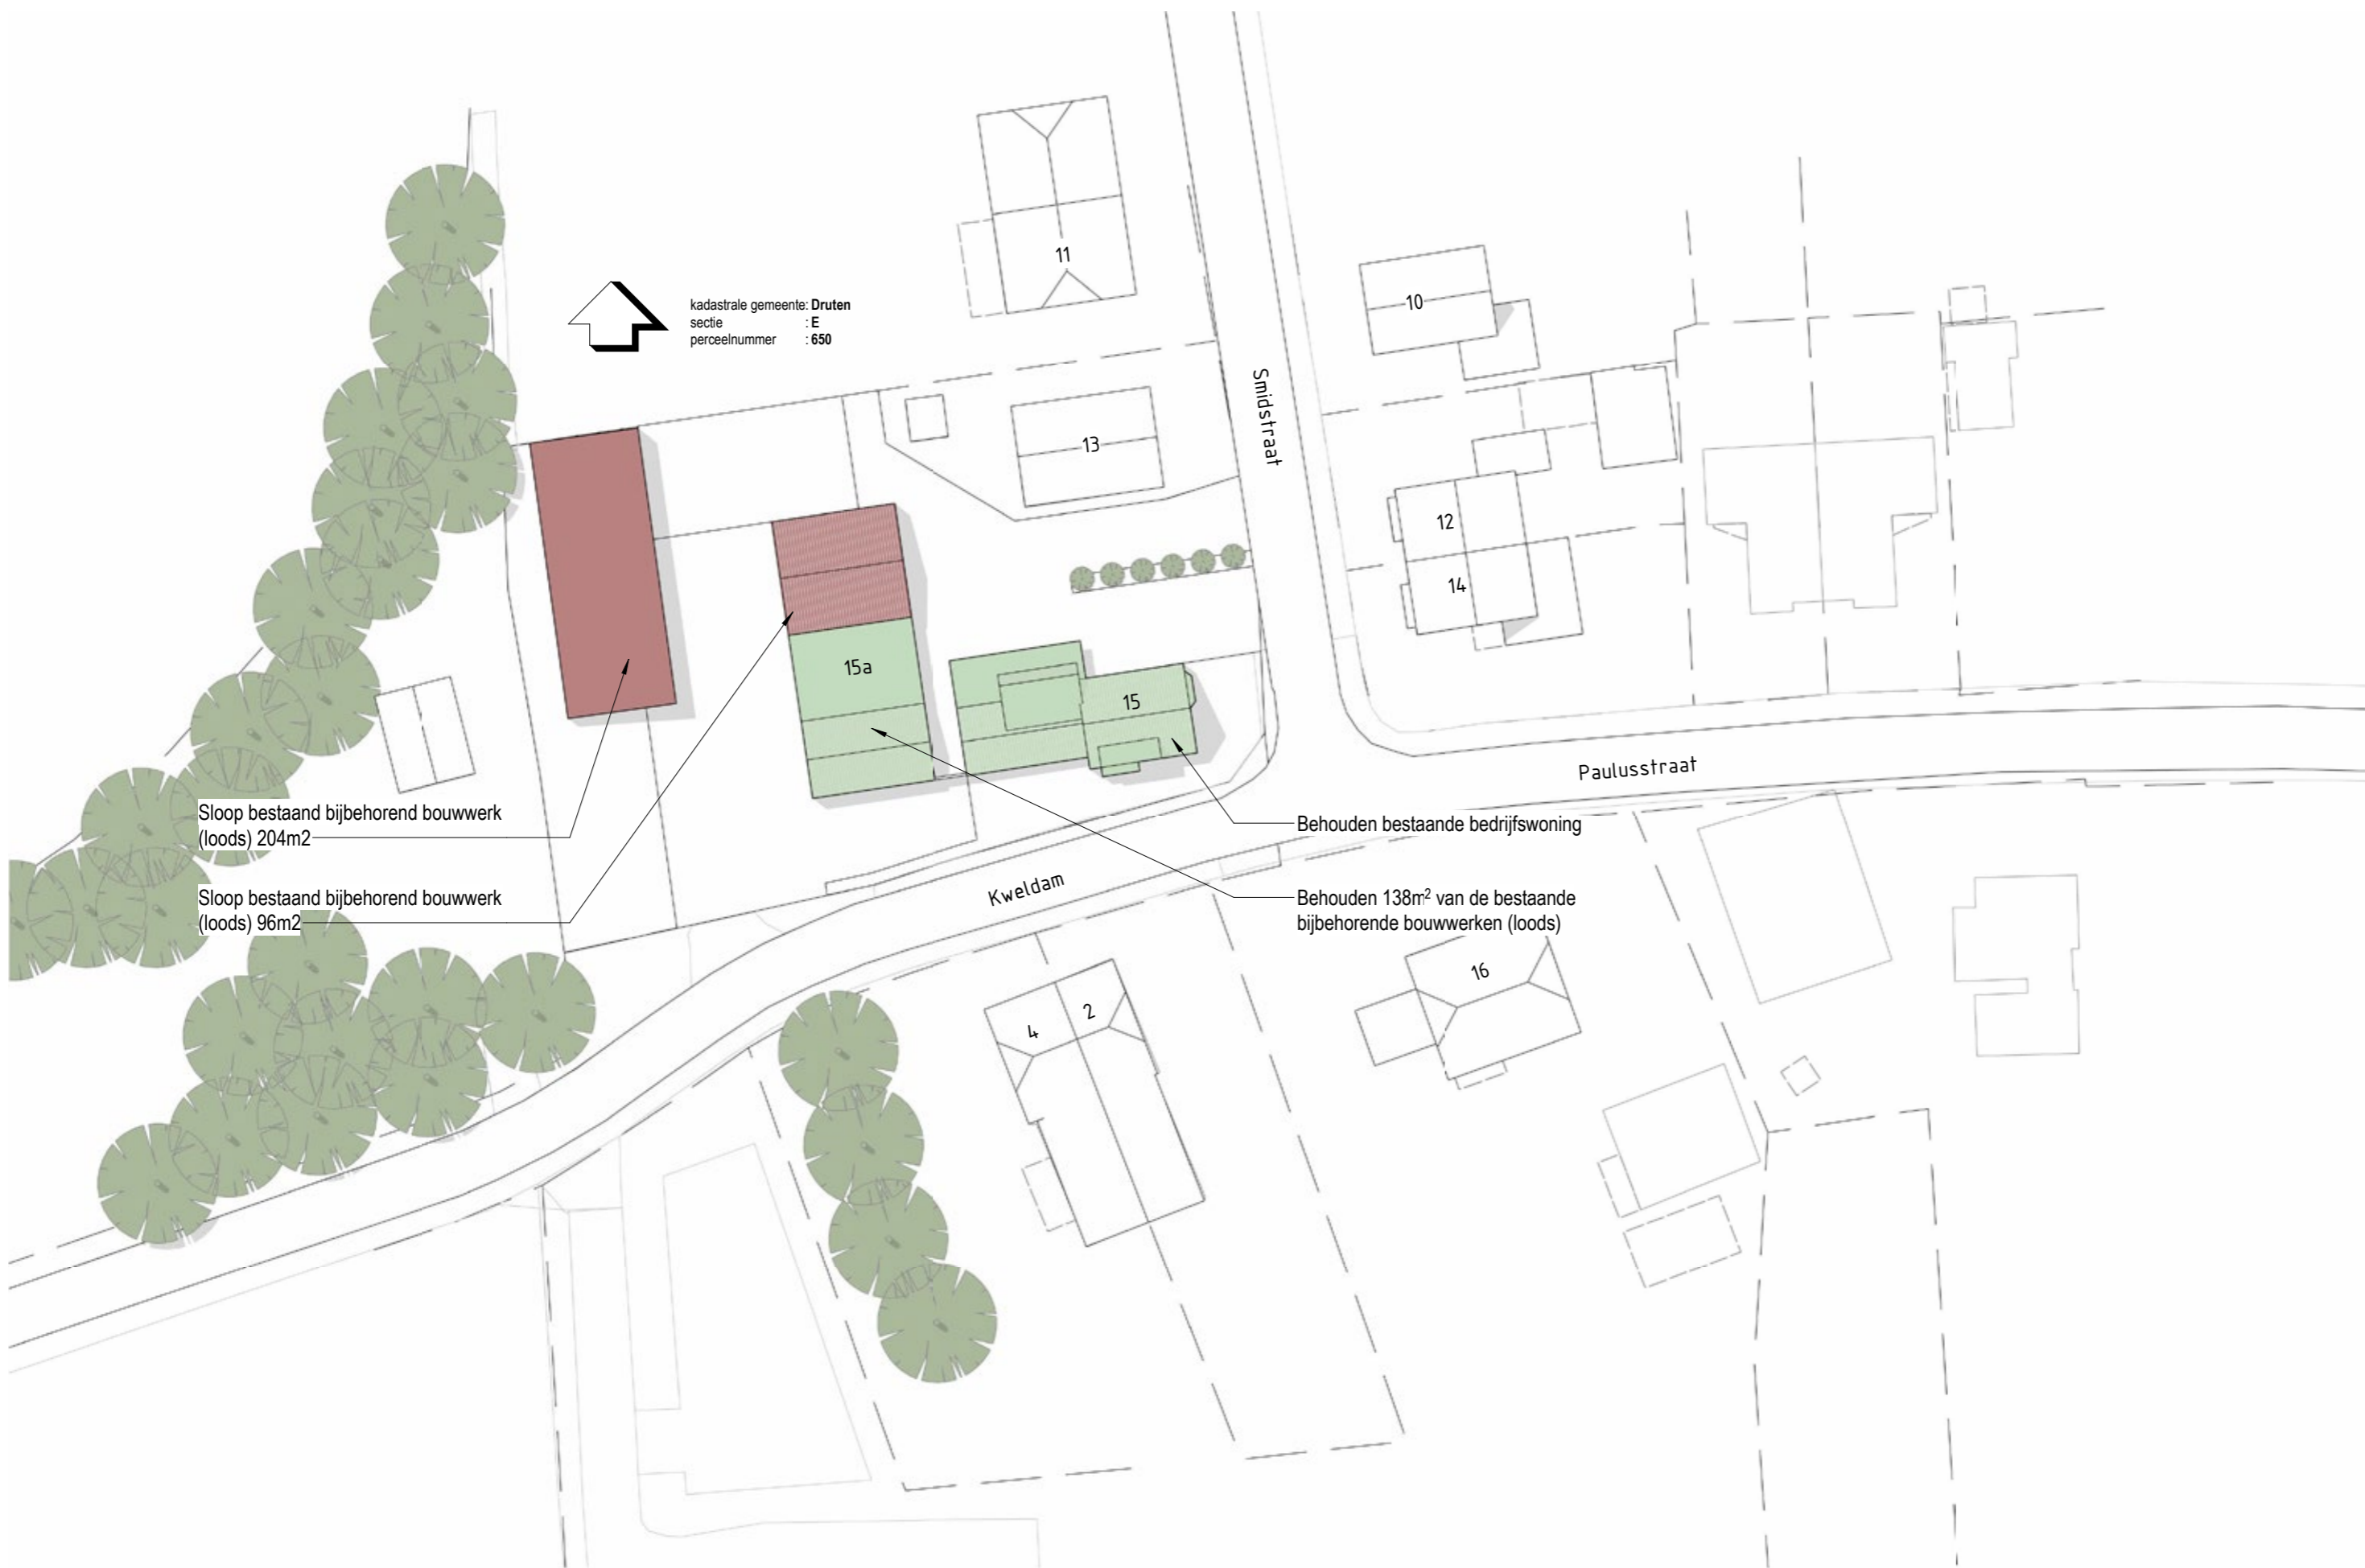 11
kadastrale gemeente: Druten
sectie : E
perceelnummer : 650
10
Smidstraat
13
12
14
15a
15
Paulusstraat
Sloop bestaand bijbehorend bouwwerk
(loods) 204m2
Behouden bestaande bedrijfswoning
Sloop bestaand bijbehorend bouwwerk
(loods) 96m2
Kweldam
Behouden 138m² van de bestaande
bijbehorende bouwwerken (loods)
16
2
4